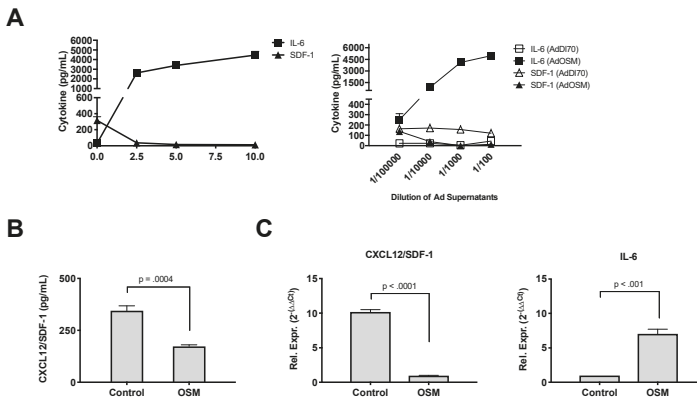 A
Cytokine (pg/mL)
6000
5000
4000
3000
2000
1000
600
400
200
0
0.0
2.5
5.0
7.5
10.0
IL-6
SDF-1
Cytokine (pg/mL)
6000
4500
3000
1500
400
300
200
100
0
1/100000
1/10000
1/1000
1/100
Dilution of Ad Supernatants
IL-6 (AdDl70)
IL-6 (AdOSM)
SDF-1 (AdDl70)
SDF-1 (AdOSM)
B
CXCL12/SDF-1 (pg/mL)
500
250
0
p = .0004
Control
OSM
C
CXCL12/SDF-1
Rel. Expr. (2^-(ΔΔCt))
15
10
5
0
p < .0001
Control
OSM
IL-6
Rel. Expr. (2^-(ΔΔCt))
15
10
5
0
p < .001
Control
OSM